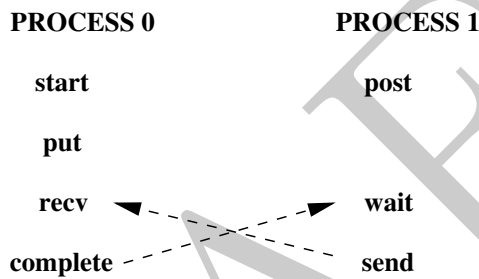 PROCESS 0 PROCESS 1
start post
put
recv wait
complete send